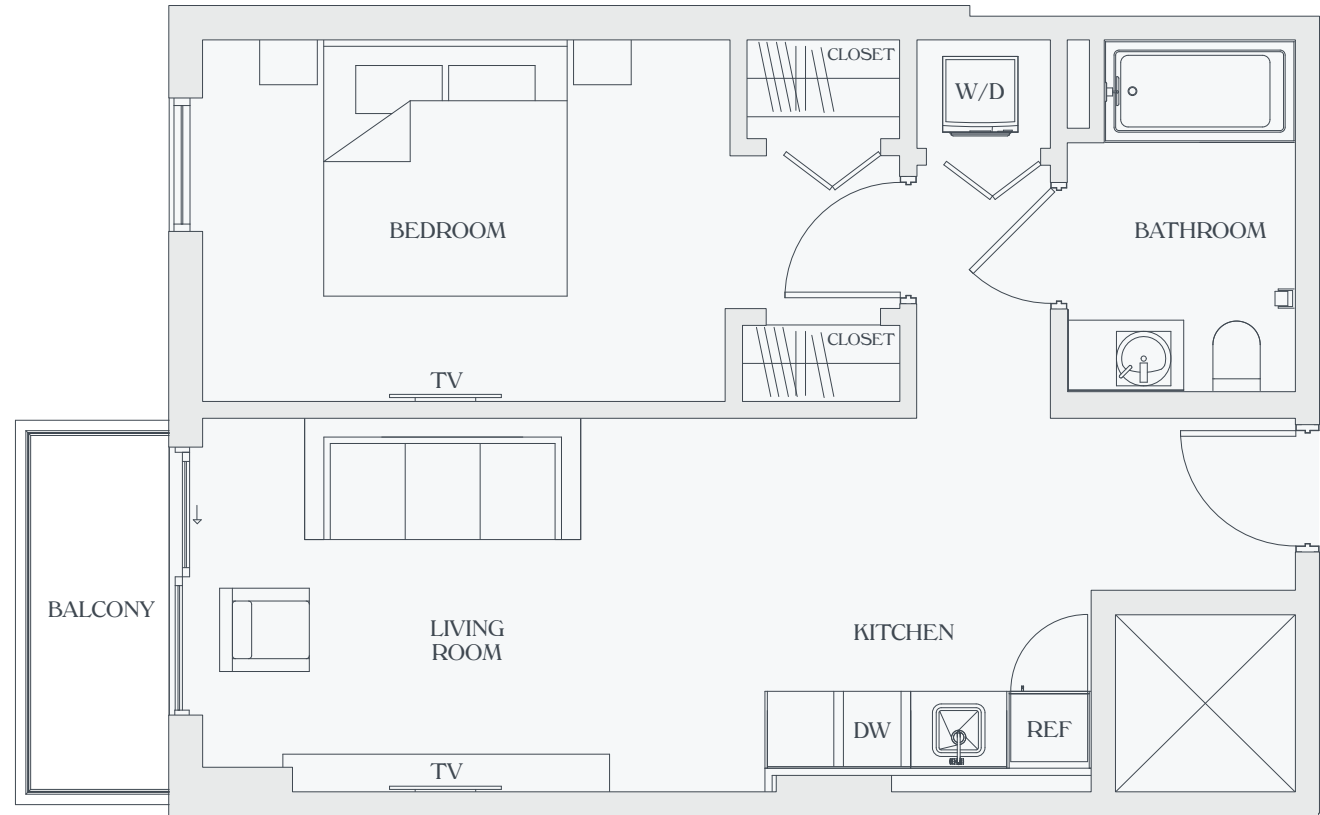 CLOSET
W/D
BEDROOM
BATHROOM
CLOSET
TV
BALCONY
LIVING
ROOM
KITCHEN
DW
REF
TV